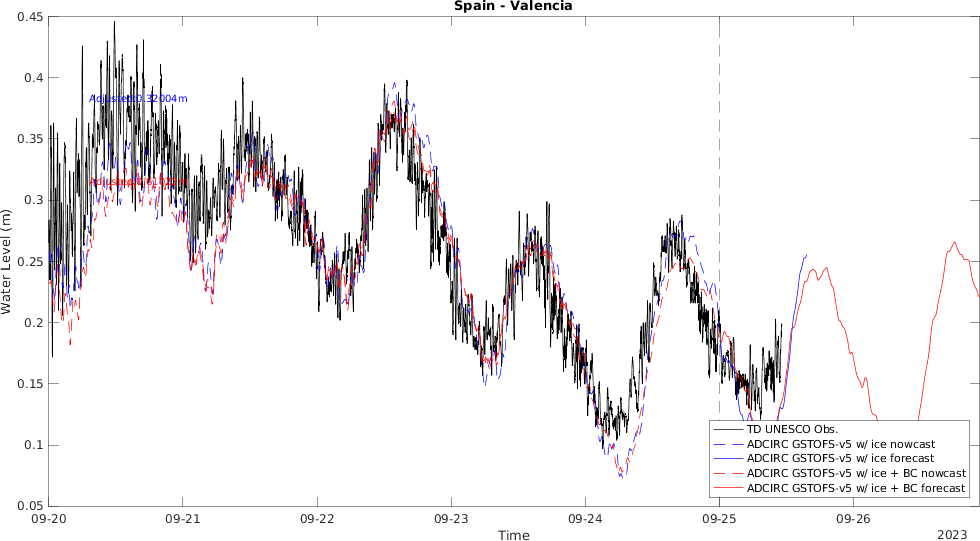 Spain - Valencia
Water Level (m)
0.45
0.4
0.35
0.3
0.25
0.2
0.15
0.1
0.05
Adjusted:0.32004m
TD UNESCO Obs.
ADCIRC GSTOFS-v5 w/ ice nowcast
ADCIRC GSTOFS-v5 w/ ice forecast
ADCIRC GSTOFS-v5 w/ ice + BC nowcast
ADCIRC GSTOFS-v5 w/ ice + BC forecast
09-20 09-21 09-22 09-23 09-24 09-25 09-26
Time
2023